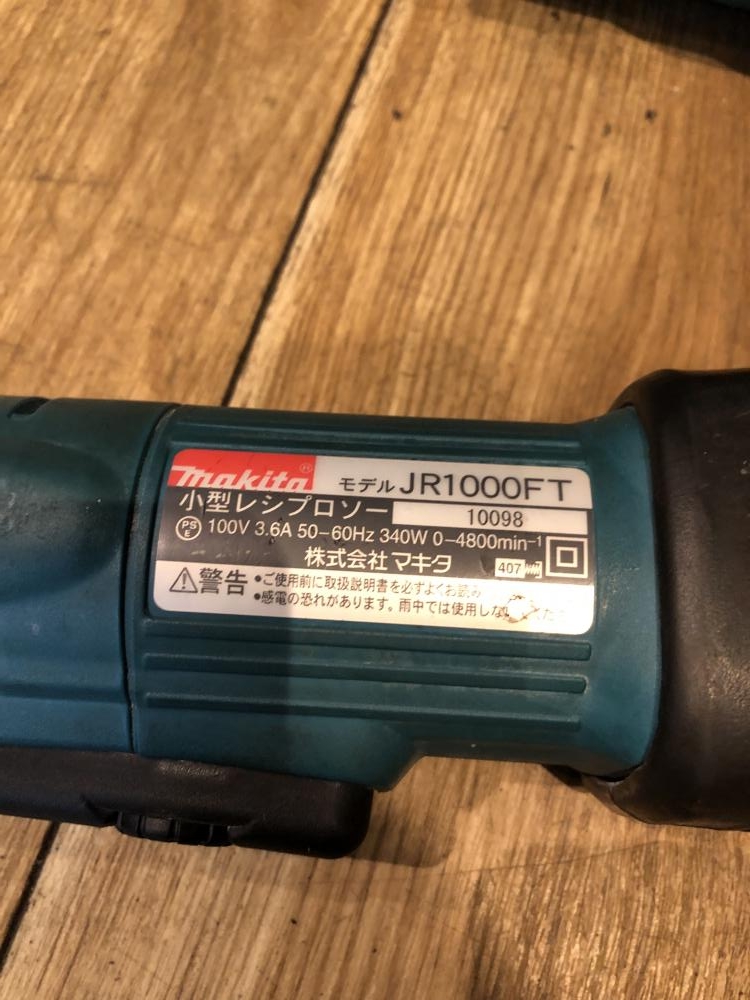 makita®
モデル JR1000FT
小型レシプロソー 10098
PSE 100V 3.6A 50-60Hz 340W 0-4800min-1
株式会社マキタ 407
警告 •ご使用前に取扱説明書を必ずよくお読み
•感電の恐れがあります。雨中では使用しな